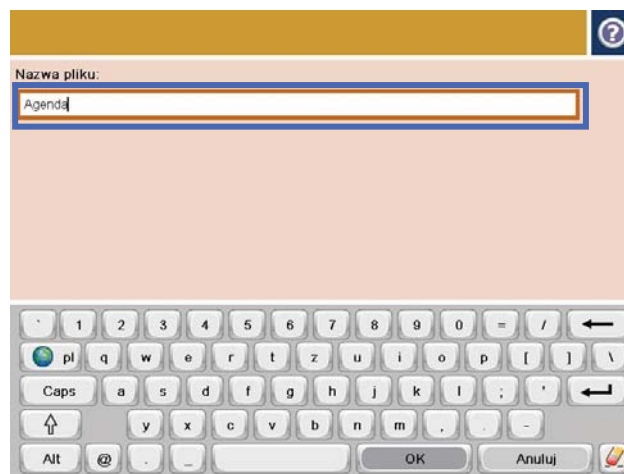 ?
Nazwa pliku:
Agenda
` 1 2 3 4 5 6 7 8 9 0 = /
pl q w e r t z u i o p [ ] \
Caps a s d f g h j k l ; '
y x c v b n m , . -
Alt @ . _ OK Anuluj